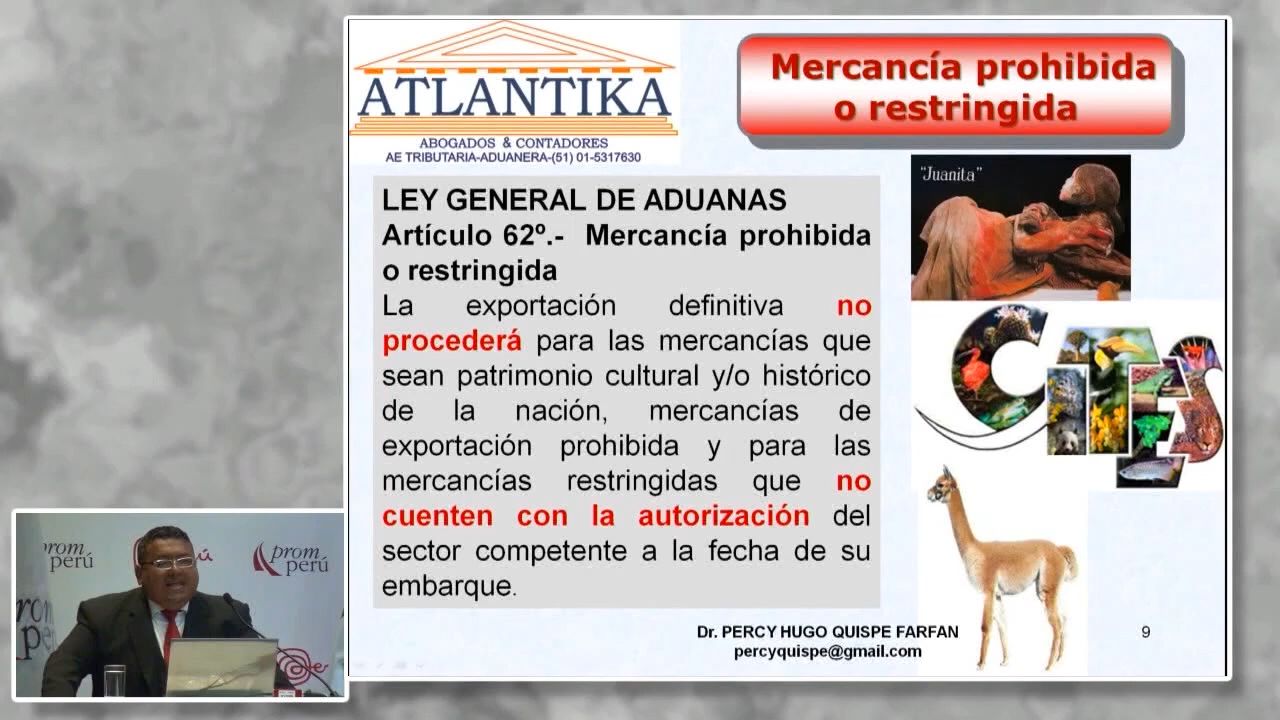 ATLANTIKA
ABOGADOS & CONTADORES
AE TRIBUTARIA-ADUANERA-(51) 01-5317630
Mercancía prohibida
o restringida
LEY GENERAL DE ADUANAS
Artículo 62º.- Mercancía prohibida
o restringida
La exportación definitiva no
procederá para las mercancías que
sean patrimonio cultural y/o histórico
de la nación, mercancías de
exportación prohibida y para las
mercancías restringidas que no
cuenten con la autorización del
sector competente a la fecha de su
embarque.
"Juanita"
CITES
Dr. PERCY HUGO QUISPE FARFAN
percyquispe@gmail.com
9
prom
perú
prom
perú